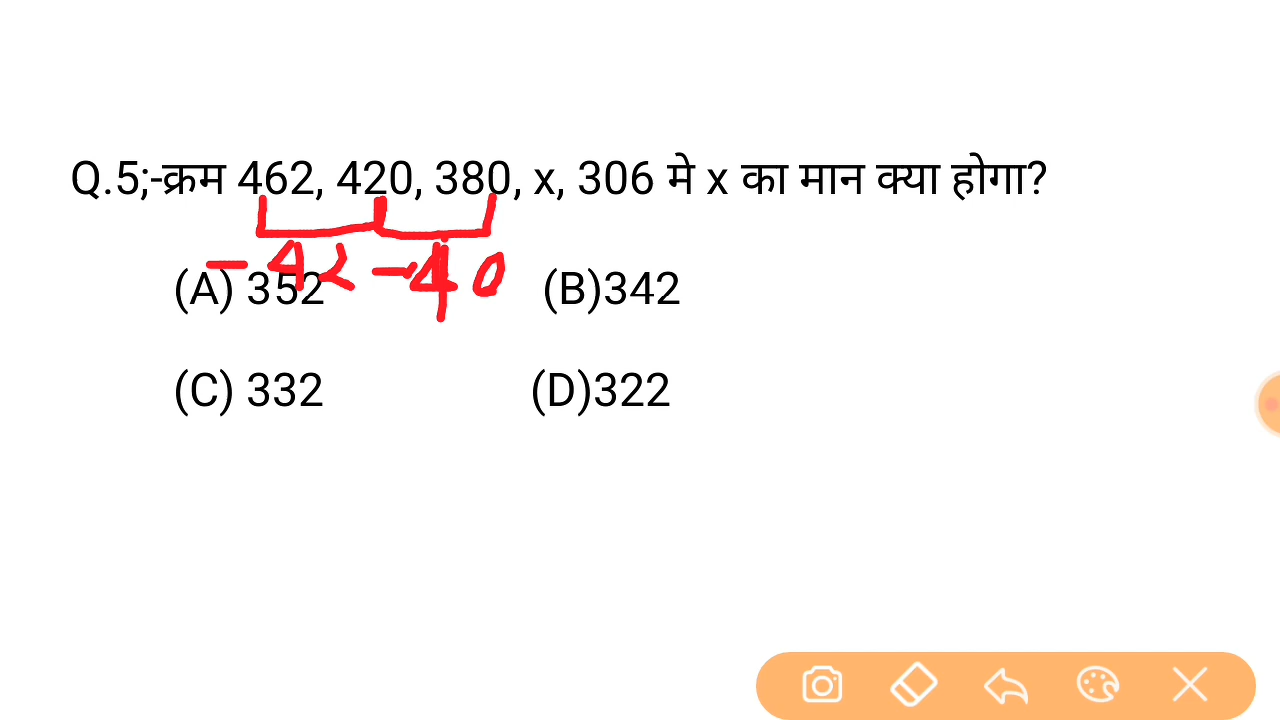 Q.5;-क्रम 462, 420, 380, x, 306 मे x का मान क्या होगा?
-42 -40
(A) 352 (B)342
(C) 332 (D)322